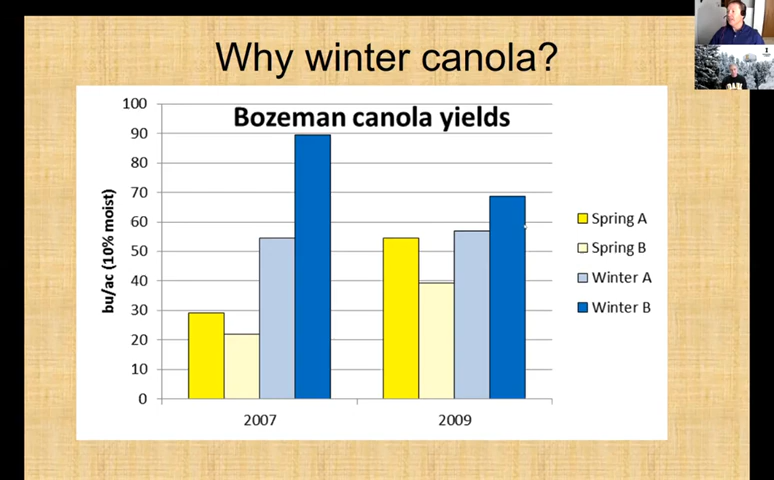 Why winter canola?
Bozeman canola yields
bu/ac (10% moist)
100
90
80
70
60
50
40
30
20
10
0
2007
2009
Spring A
Spring B
Winter A
Winter B